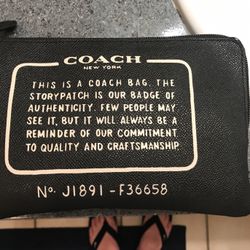 COACH
NEW YORK
THIS IS A COACH BAG. THE
STORYPATCH IS OUR BADGE OF
AUTHENTICITY. FEW PEOPLE MAY
SEE IT, BUT IT WILL ALWAYS BE A
REMINDER OF OUR COMMITMENT
TO QUALITY AND CRAFTSMANSHIP.
No. J1891-F36658